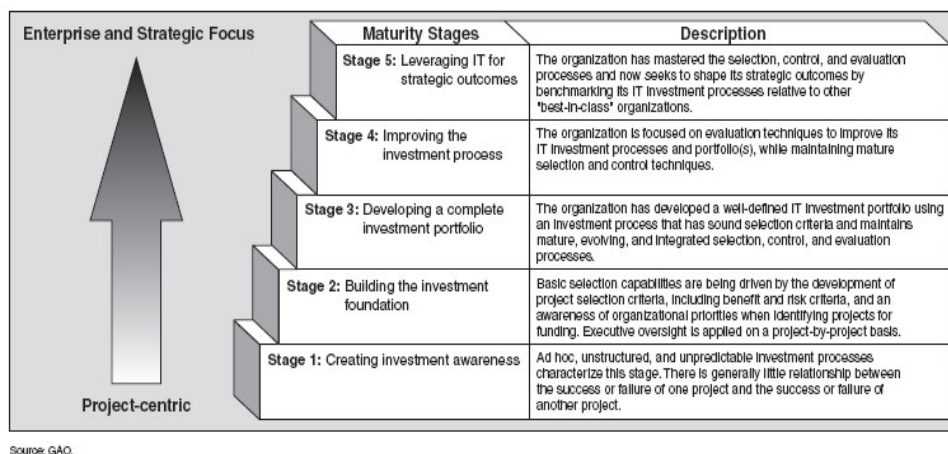 Enterprise and Strategic Focus
Project-centric
Maturity Stages
Description
Stage 5: Leveraging IT for
strategic outcomes
The organization has mastered the selection, control, and evaluation
processes and now seeks to shape its strategic outcomes by
benchmarking its IT investment processes relative to other
"best-in-class" organizations.
Stage 4: Improving the
investment process
The organization is focused on evaluation techniques to improve its
IT investment processes and portfolio(s), while maintaining mature
selection and control techniques.
Stage 3: Developing a complete
investment portfolio
The organization has developed a well-defined IT investment portfolio using
an investment process that has sound selection criteria and maintains
mature, evolving, and integrated selection, control, and evaluation
processes.
Stage 2: Building the investment
foundation
Basic selection capabilities are being driven by the development of
project selection criteria, including benefit and risk criteria, and an
awareness of organizational priorities when identifying projects for
funding. Executive oversight is applied on a project-by-project basis.
Stage 1: Creating investment awareness
Ad hoc, unstructured, and unpredictable investment processes
characterize this stage. There is generally little relationship between
the success or failure of one project and the success or failure of
another project.
Source: GAO.